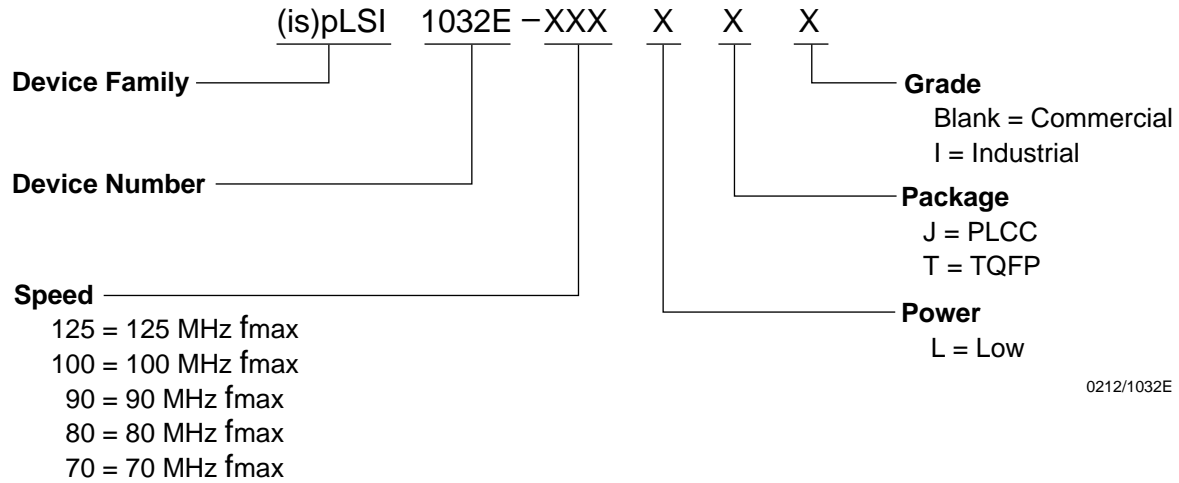 (is)pLSI 1032E – XXX X X X
Device Family
Grade
Blank = Commercial
I = Industrial
Device Number
Package
J = PLCC
T = TQFP
Speed
125 = 125 MHz fmax
100 = 100 MHz fmax
90 = 90 MHz fmax
80 = 80 MHz fmax
70 = 70 MHz fmax
Power
L = Low
0212/1032E